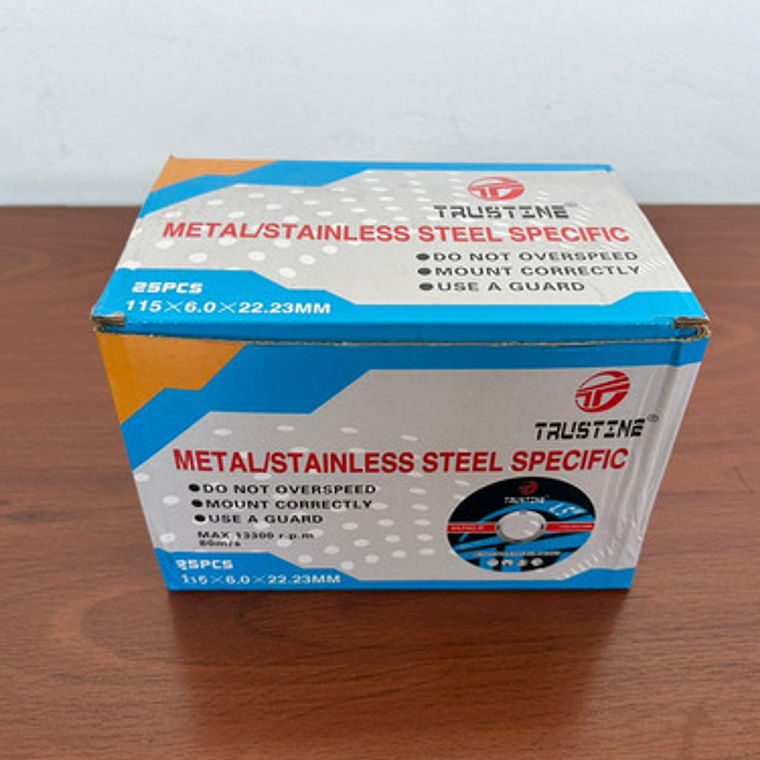 TRUSTINE®
METAL/STAINLESS STEEL SPECIFIC
●DO NOT OVERSPEED
●MOUNT CORRECTLY
●USE A GUARD
25PCS
115×6.0×22.23MM
TRUSTINE®
METAL/STAINLESS STEEL SPECIFIC
●DO NOT OVERSPEED
●MOUNT CORRECTLY
●USE A GUARD
MAX 13300 r.p.m
80m/s
TRUSTINE
25PCS
115×6.0×22.23MM